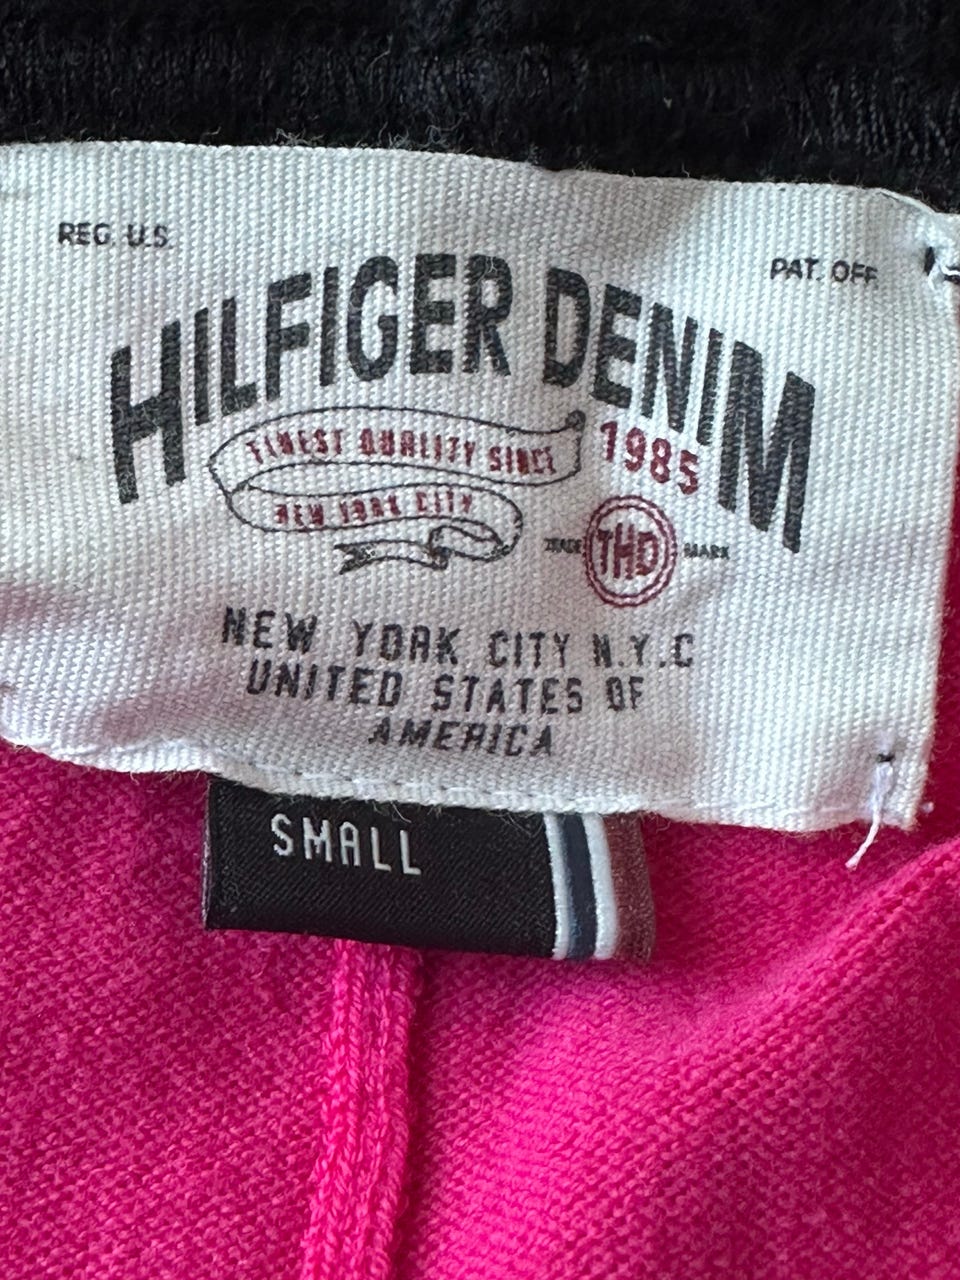 REG. U.S.
PAT. OFF
HILFIGER DENIM
FINEST QUALITY SINCE
1985
NEW YORK CITY
TRADE THD MARK
NEW YORK CITY N.Y.C
UNITED STATES OF
AMERICA
SMALL